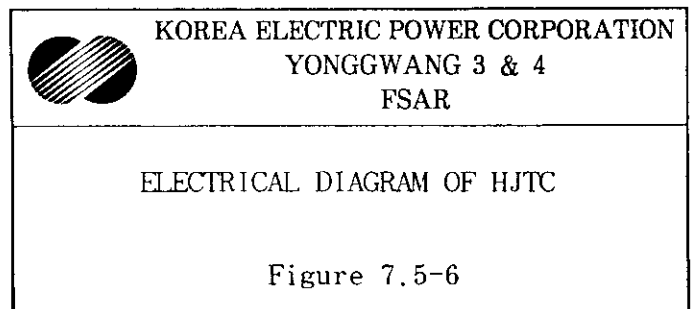 KOREA ELECTRIC POWER CORPORATION
YONGGWANG 3 & 4
FSAR
ELECTRICAL DIAGRAM OF HJTC
Figure 7.5-6